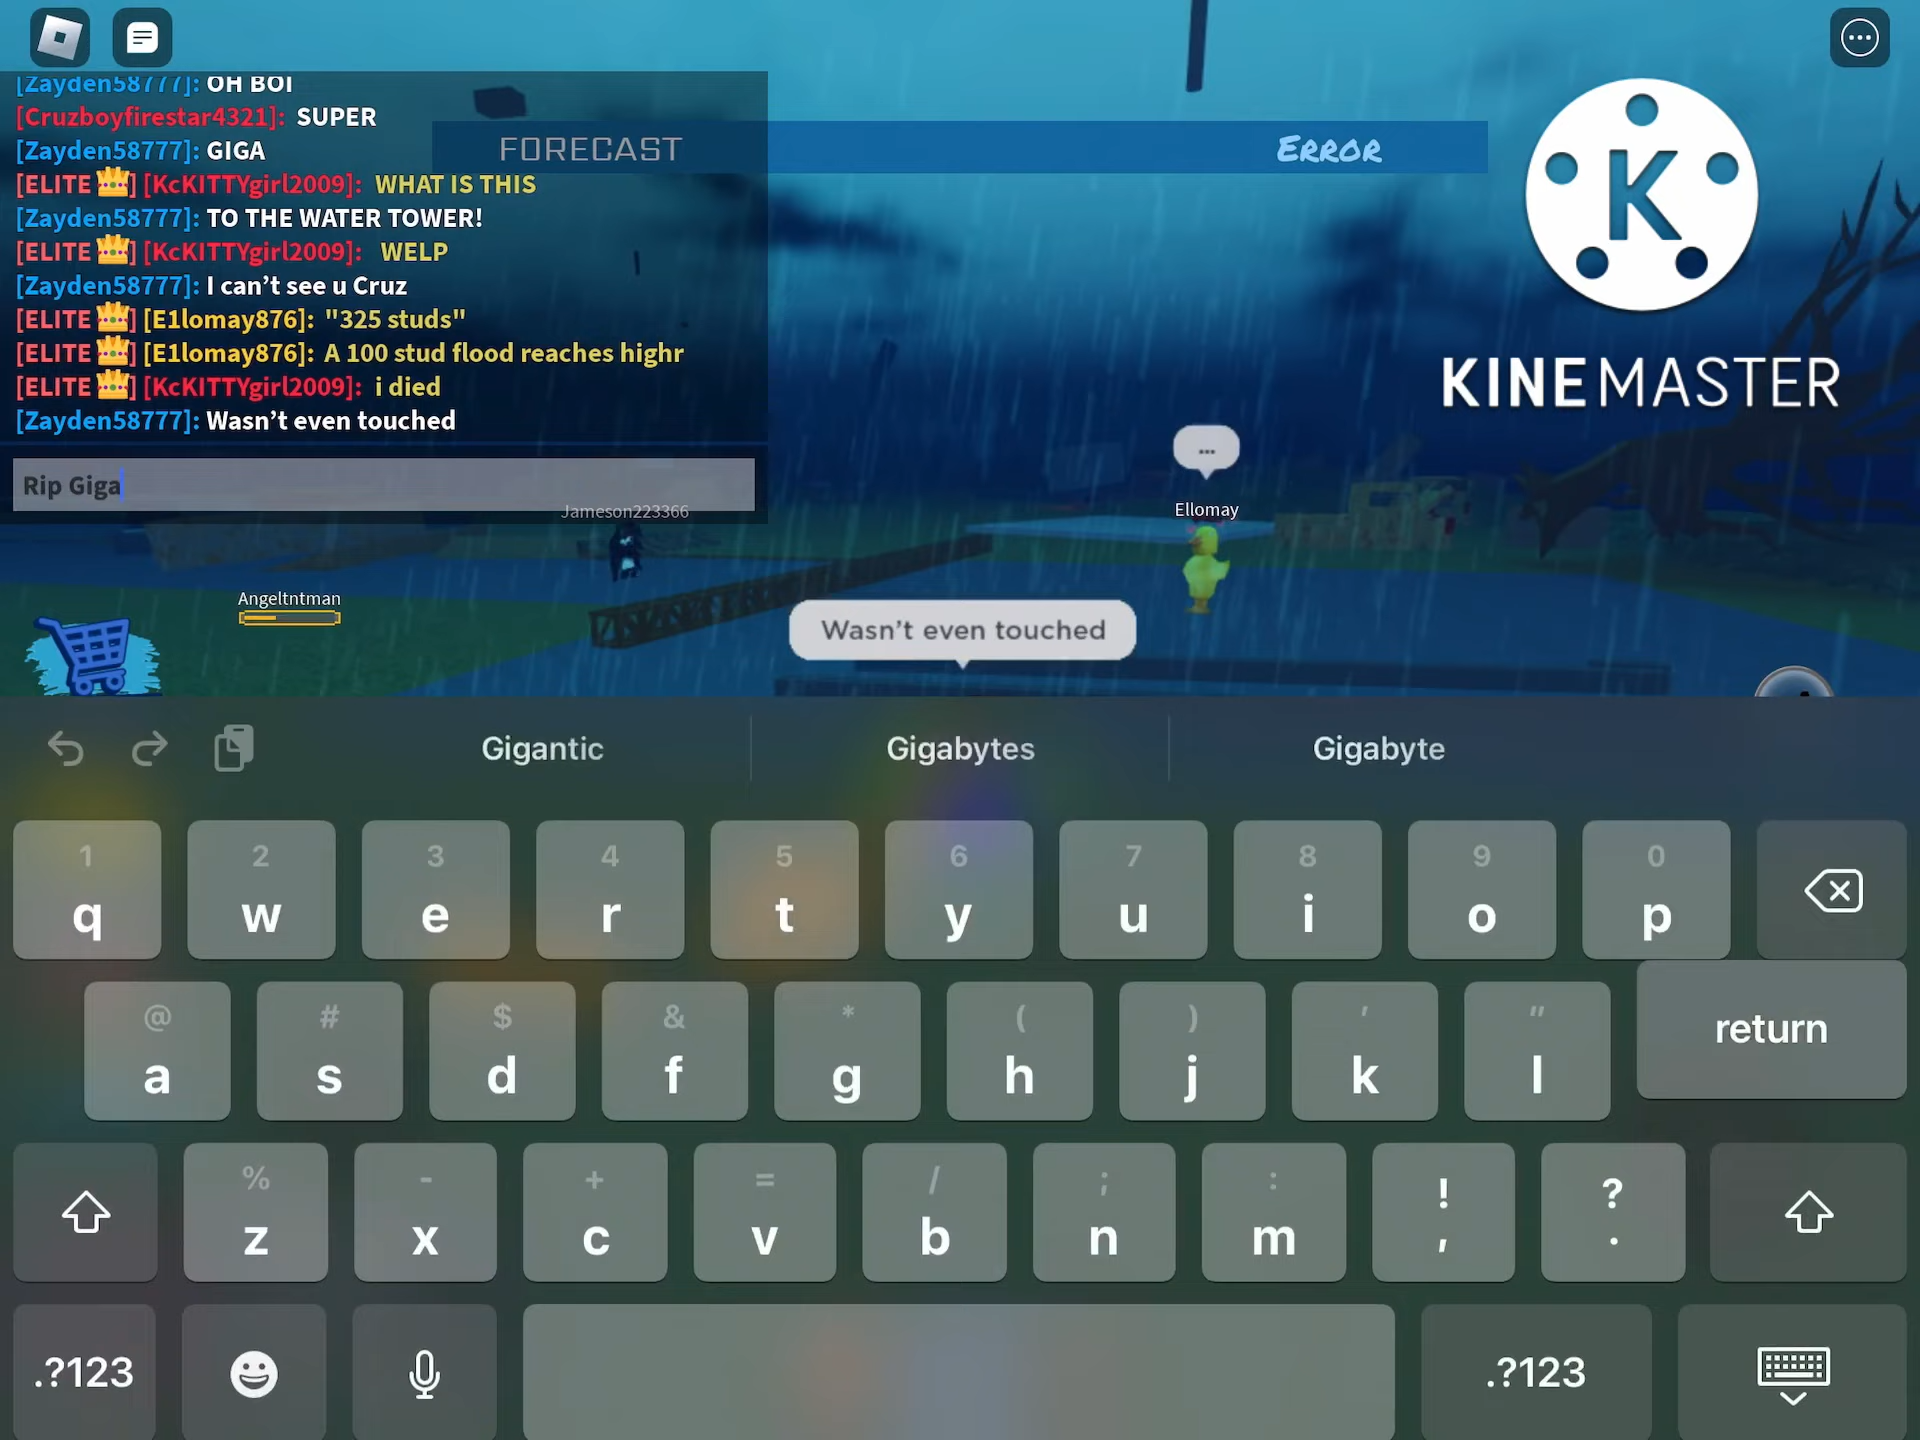 [Zayden58777]: OH BOI
[Cruzboyfirestar4321]: SUPER
[Zayden58777]: GIGA
[ELITE👑] [KcKITTYgirl2009]: WHAT IS THIS
[Zayden58777]: TO THE WATER TOWER!
[ELITE👑] [KcKITTYgirl2009]: WELP
[Zayden58777]: I can’t see u Cruz
[ELITE👑] [E1lomay876]: "325 studs"
[ELITE👑] [E1lomay876]: A 100 stud flood reaches highr
[ELITE👑] [KcKITTYgirl2009]: i died
[Zayden58777]: Wasn’t even touched
Rip Giga
FORECAST
ERROR
K
KINEMASTER
...
Ellomay
Jameson223366
Angeltntman
Wasn’t even touched
Gigantic Gigabytes Gigabyte
1 2 3 4 5 6 7 8 9 0
q w e r t y u i o p
@ # $ & * ( ) ' "
a s d f g h j k l return
% - + = / ; : ! ?
z x c v b n m , .
.?123 .?123